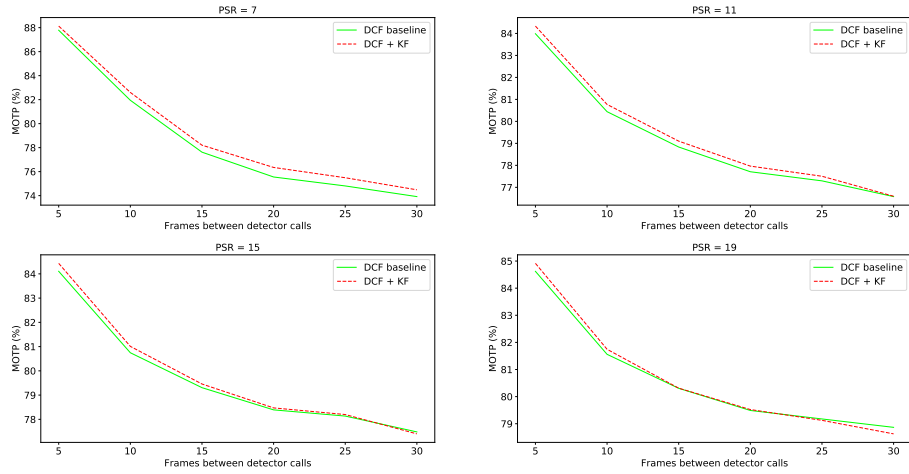 PSR = 7
MOTP (%)
88
86
84
82
80
78
76
74
5 10 15 20 25 30
Frames between detector calls
DCF baseline
DCF + KF
PSR = 11
MOTP (%)
84
83
82
81
80
79
78
77
5 10 15 20 25 30
Frames between detector calls
DCF baseline
DCF + KF
PSR = 15
MOTP (%)
84
83
82
81
80
79
78
5 10 15 20 25 30
Frames between detector calls
DCF baseline
DCF + KF
PSR = 19
MOTP (%)
85
84
83
82
81
80
79
5 10 15 20 25 30
Frames between detector calls
DCF baseline
DCF + KF